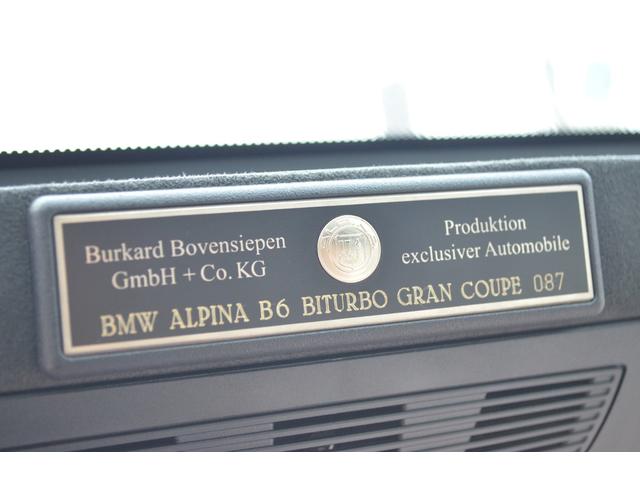 Burkard Bovensiepen
GmbH + Co. KG
Produktion
exclusiver Automobile
BMW ALPINA B6 BITURBO GRAN COUPE 087